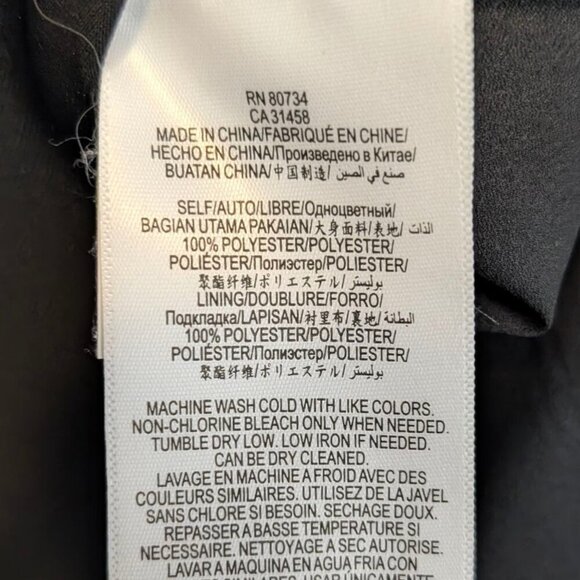 RN 80734
CA 31458
MADE IN CHINA/FABRIQUÉ EN CHINE/
HECHO EN CHINA/Произведено в Китае/
BUATAN CHINA/中国制造/ صنع في الصين
SELF/AUTO/LIBRE/Одноцветный/
BAGIAN UTAMA PAKAIAN/大身面料/表地/ الذات
100% POLYESTER/POLYESTER/
POLIÉSTER/Полиэстер/POLIESTER/
聚酯纤维/ポリエステル/ بوليستر
LINING/DOUBLURE/FORRO/
Подкладка/LAPISAN/衬里布/裏地/ البطانة
100% POLYESTER/POLYESTER/
POLIÉSTER/Полиэстер/POLIESTER/
聚酯纤维/ポリエステル/ بوليستر
MACHINE WASH COLD WITH LIKE COLORS.
NON-CHLORINE BLEACH ONLY WHEN NEEDED.
TUMBLE DRY LOW. LOW IRON IF NEEDED.
CAN BE DRY CLEANED.
LAVAGE EN MACHINE A FROID AVEC DES
COULEURS SIMILAIRES. UTILISEZ DE LA JAVEL
SANS CHLORE SI BESOIN. SECHAGE DOUX.
REPASSER A BASSE TEMPERATURE SI
NECESSAIRE. NETTOYAGE A SEC AUTORISE.
LAVAR A MAQUINA EN AGUA FRIA CON
COLORES SIMILARES. USAR UNICAMENTE